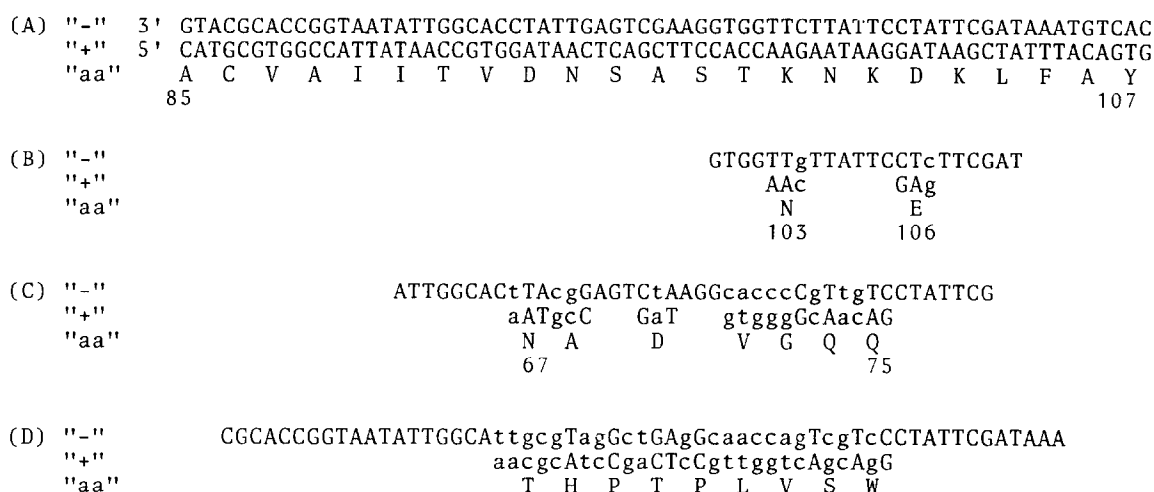 (A) "-" 3' GTACGCACCGGTAATATTGGCACCTATTGAGTCGAAGGTGGTTCTTATTCCTATTCGATAAATGTCAC
"+" 5' CATGCGTGGCCATTATAACCGTGGATAACTCAGCTTCCACCAAGAATAAGGATAAGCTATTTACAGTG
"aa" A C V A I I T V D N S A S T K N K D K L F A Y
85 107
(B) "-" GTGGTTgTTATTCCTcTTCGAT
"+" AAc GAg
"aa" N E
103 106
(C) "-" ATTGGCACtTAcgGAGTCtAAGGcacccCgTtgTCCTATTCG
"+" aATgcC GaT gtgggGcAacAG
"aa" N A D V G Q Q
67 75
(D) "-" CGCACCGGTAATATTGGCAttgcgTagGctGAgGcaaccagTcgTcCCTATTCGATAAA
"+" aacgcAtcCgaCTcCgttggtcAgcAgG
"aa" T H P T P L V S W